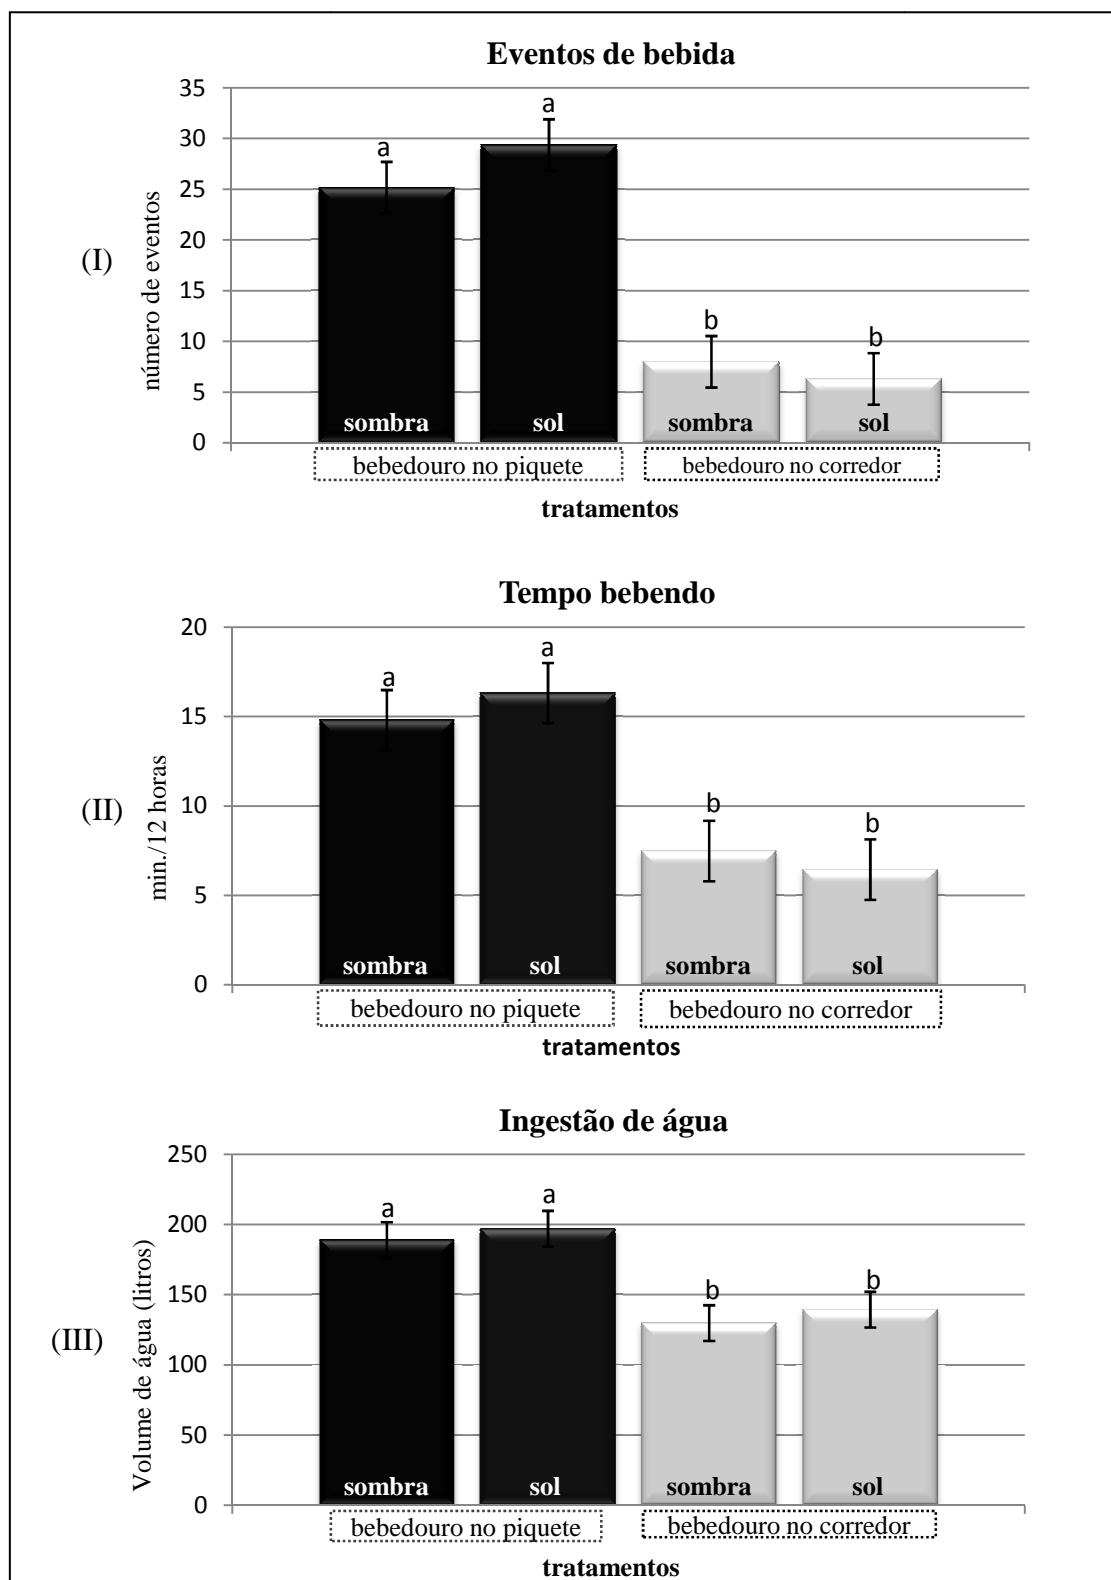 Eventos de bebida
35
30
25
20
15
10
5
0
(I)
número de eventos
a
a
b
b
sombra
sol
sombra
sol
bebedouro no piquete
bebedouro no corredor
tratamentos
Tempo bebendo
20
15
10
5
0
(II)
min./12 horas
a
a
b
b
sombra
sol
sombra
sol
bebedouro no piquete
bebedouro no corredor
tratamentos
Ingestão de água
250
200
150
100
50
0
(III)
Volume de água (litros)
a
a
b
b
sombra
sol
sombra
sol
bebedouro no piquete
bebedouro no corredor
tratamentos